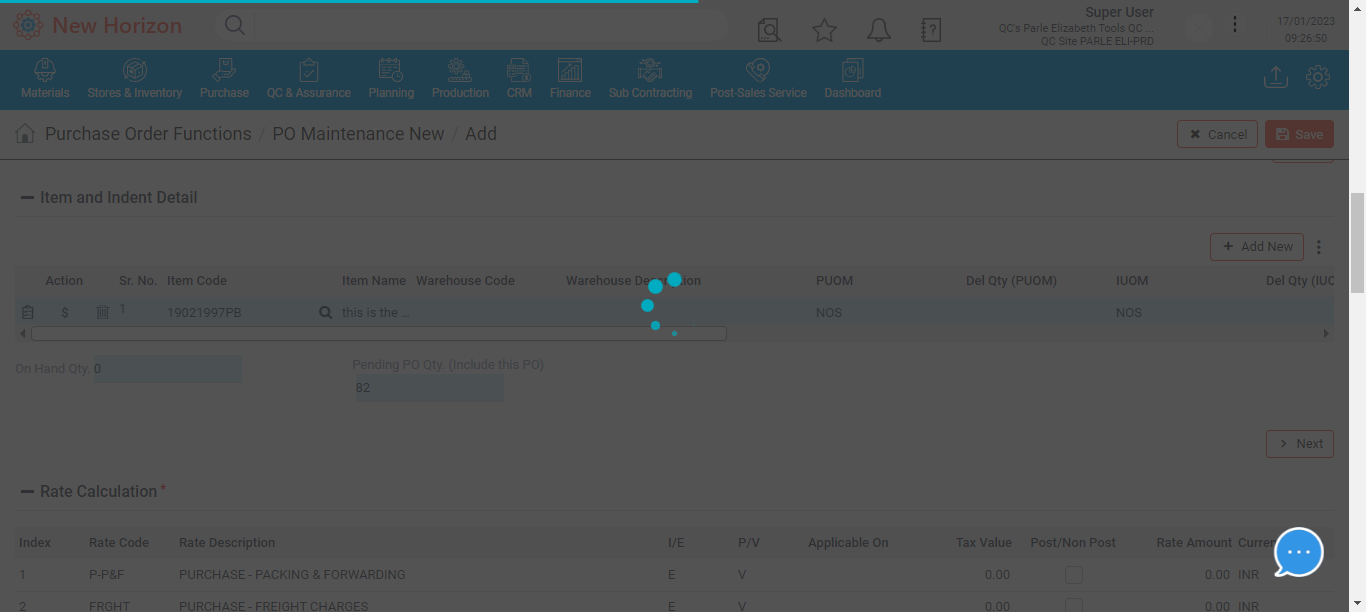 New Horizon
Super User
QC's Parle Elizabeth Tools QC ...
QC Site PARLE ELI-PRD
17/01/2023
09:26:50
Materials Stores & Inventory Purchase QC & Assurance Planning Production CRM Finance Sub Contracting Post-Sales Service Dashboard
Purchase Order Functions / PO Maintenance New / Add
Cancel Save
Item and Indent Detail
Add New
Action Sr. No. Item Code Item Name Warehouse Code Warehouse Description PUOM Del Qty (PUOM) IUOM Del Qty (IUO
$ 1 19021997PB this is the ... NOS NOS
On Hand Qty. 0
Pending PO Qty. (Include this PO)
82
Next
Rate Calculation *
Index Rate Code Rate Description I/E P/V Applicable On Tax Value Post/Non Post Rate Amount Curren
1 P-P&F PURCHASE - PACKING & FORWARDING E V 0.00 0.00 INR
2 FRGHT PURCHASE - FREIGHT CHARGES E V 0.00 0.00 INR